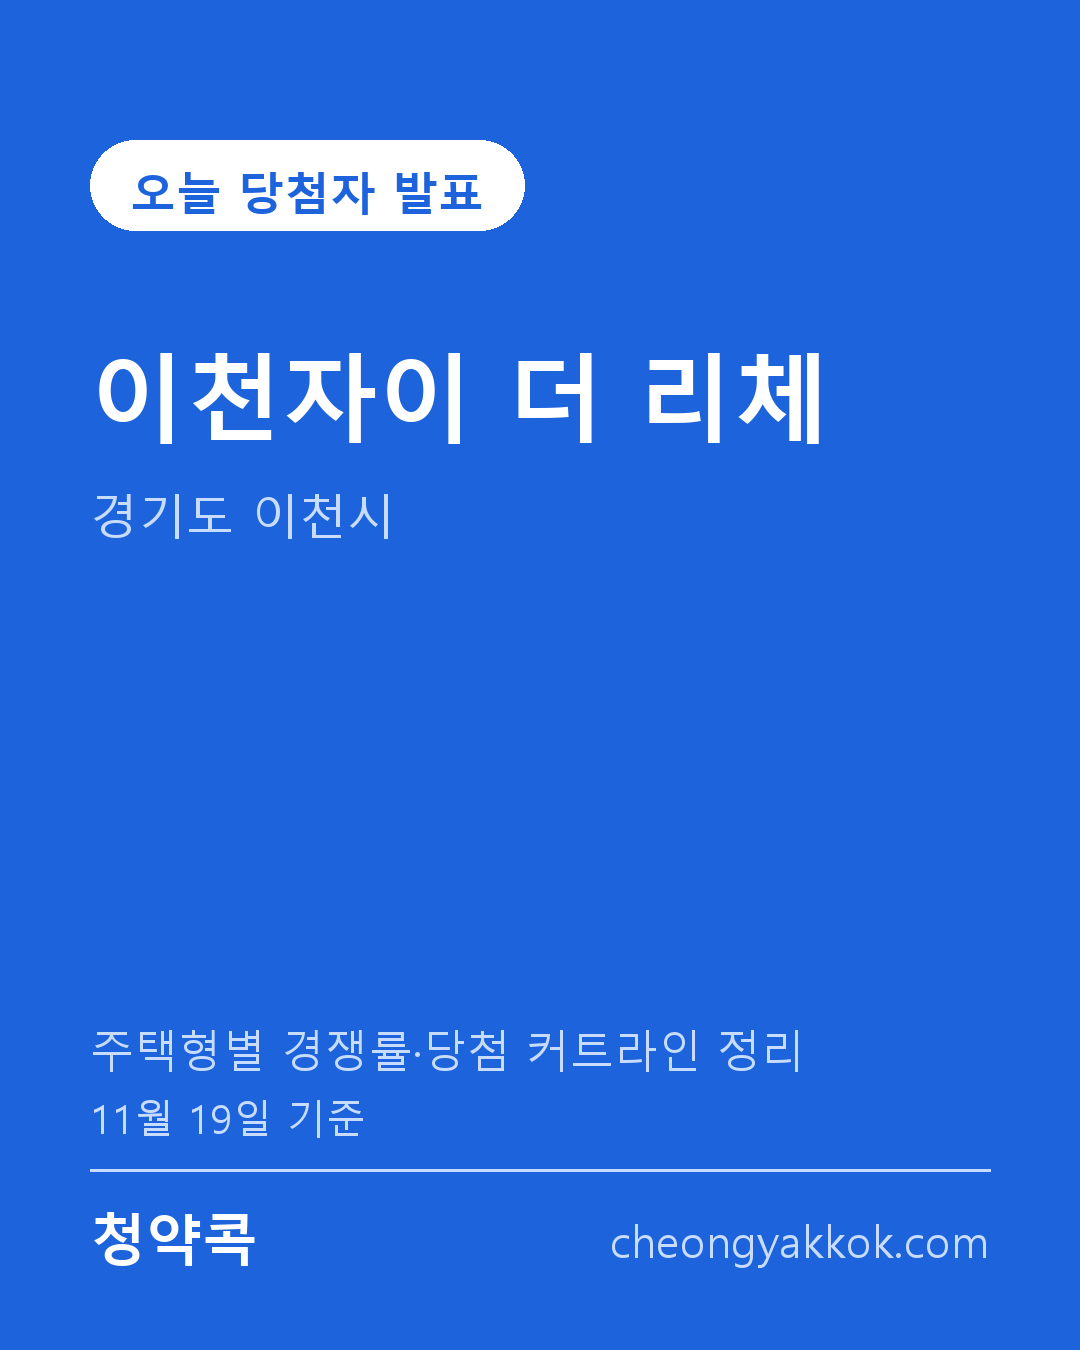 오늘 당첨자 발표
이천자이 더 리체
경기도 이천시
주택형별 경쟁률·당첨 커트라인 정리
11월 19일 기준
청약콕
cheongyakkok.com